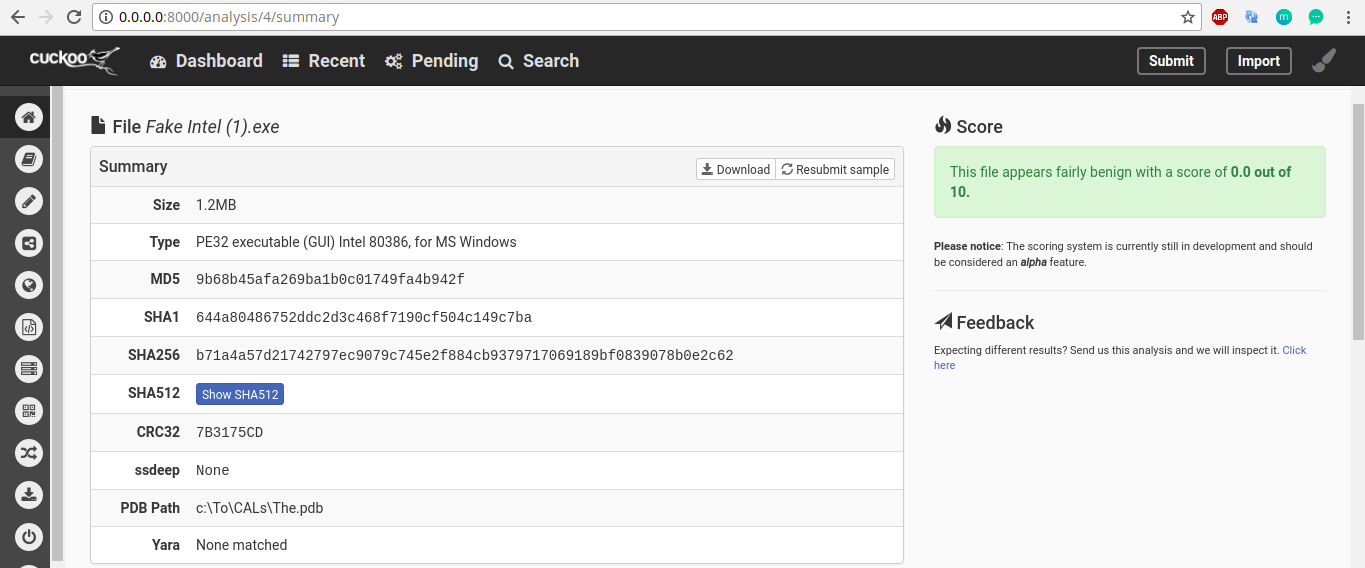 0.0.0.0:8000/analysis/4/summary
ABP
m
cuckoo
Dashboard
Recent
Pending
Search
Submit
Import
File Fake Intel (1).exe
Summary
Download
Resubmit sample
Size 1.2MB
Type PE32 executable (GUI) Intel 80386, for MS Windows
MD5 9b68b45afa269ba1b0c01749fa4b942f
SHA1 644a80486752ddc2d3c468f7190cf504c149c7ba
SHA256 b71a4a57d21742797ec9079c745e2f884cb9379717069189bf0839078b0e2c62
SHA512 Show SHA512
CRC32 7B3175CD
ssdeep None
PDB Path c:\To\CALs\The.pdb
Yara None matched
Score
This file appears fairly benign with a score of 0.0 out of
10.
Please notice: The scoring system is currently still in development and should
be considered an alpha feature.
Feedback
Expecting different results? Send us this analysis and we will inspect it. Click
here